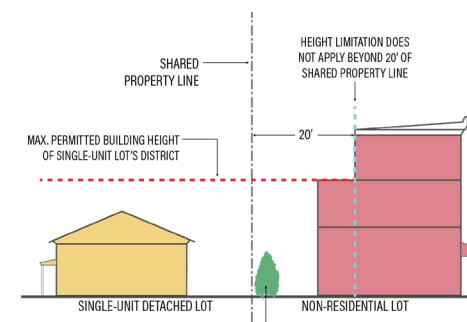 HEIGHT LIMITATION DOES
NOT APPLY BEYOND 20' OF
SHARED PROPERTY LINE
SHARED
PROPERTY LINE
MAX. PERMITTED BUILDING HEIGHT
OF SINGLE-UNIT LOT'S DISTRICT
20'
SINGLE-UNIT DETACHED LOT
NON-RESIDENTIAL LOT